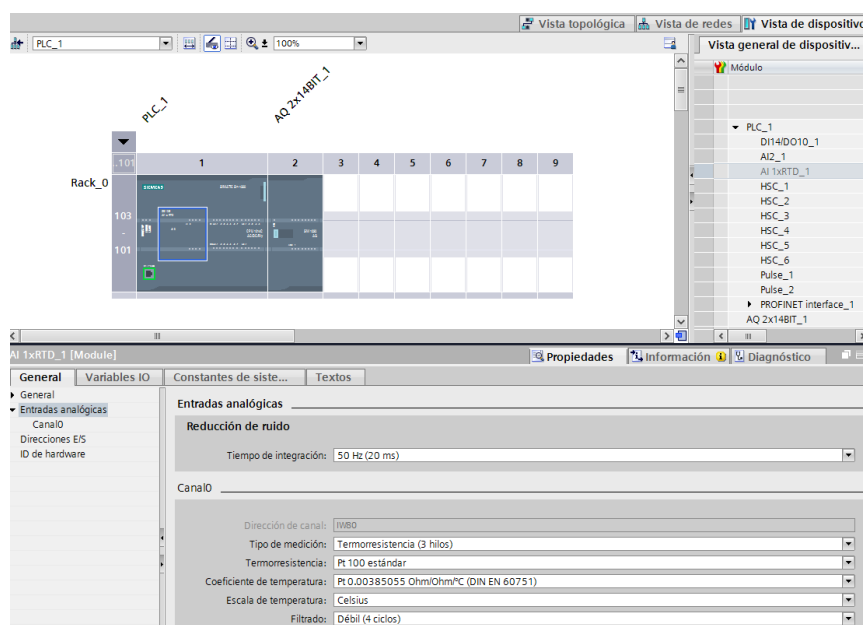 Vista topológica
Vista de redes
Vista de dispositivo
PLC_1
100%
Vista general de dispositiv...
Módulo
PLC_1
AQ 2x14BIT_1
.101
1
2
3
4
5
6
7
8
9
Rack_0
SIEMENS
103
-
101
PLC_1
DI14/DO10_1
AI2_1
AI 1xRTD_1
HSC_1
HSC_2
HSC_3
HSC_4
HSC_5
HSC_6
Pulse_1
Pulse_2
PROFINET interface_1
AQ 2x14BIT_1
AI 1xRTD_1 [Module]
Propiedades
Información
Diagnóstico
General
Variables IO
Constantes de siste...
Textos
General
Entradas analógicas
Canal0
Direcciones E/S
ID de hardware
Entradas analógicas
Reducción de ruido
Tiempo de integración: 50 Hz (20 ms)
Canal0
Dirección de canal: IW80
Tipo de medición: Termorresistencia (3 hilos)
Termorresistencia: Pt 100 estándar
Coeficiente de temperatura: Pt 0.00385055 Ohm/Ohm/ºC (DIN EN 60751)
Escala de temperatura: Celsius
Filtrado: Débil (4 ciclos)